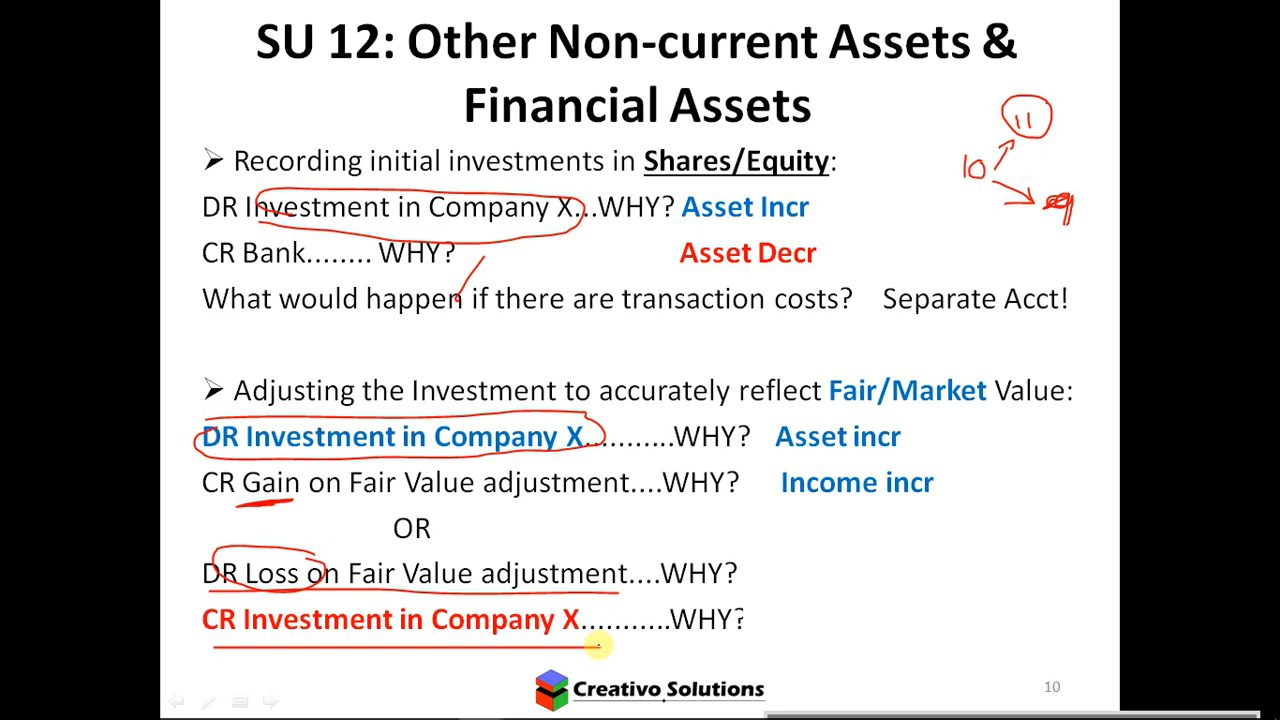 SU 12: Other Non-current Assets &
Financial Assets
11
10
➢ Recording initial investments in Shares/Equity:
DR Investment in Company X...WHY? Asset Incr
CR Bank........ WHY? Asset Decr
What would happen if there are transaction costs? Separate Acct!
➢ Adjusting the Investment to accurately reflect Fair/Market Value:
DR Investment in Company X...........WHY? Asset incr
CR Gain on Fair Value adjustment....WHY? Income incr
OR
DR Loss on Fair Value adjustment....WHY?
CR Investment in Company X...........WHY?
Creativo Solutions
10